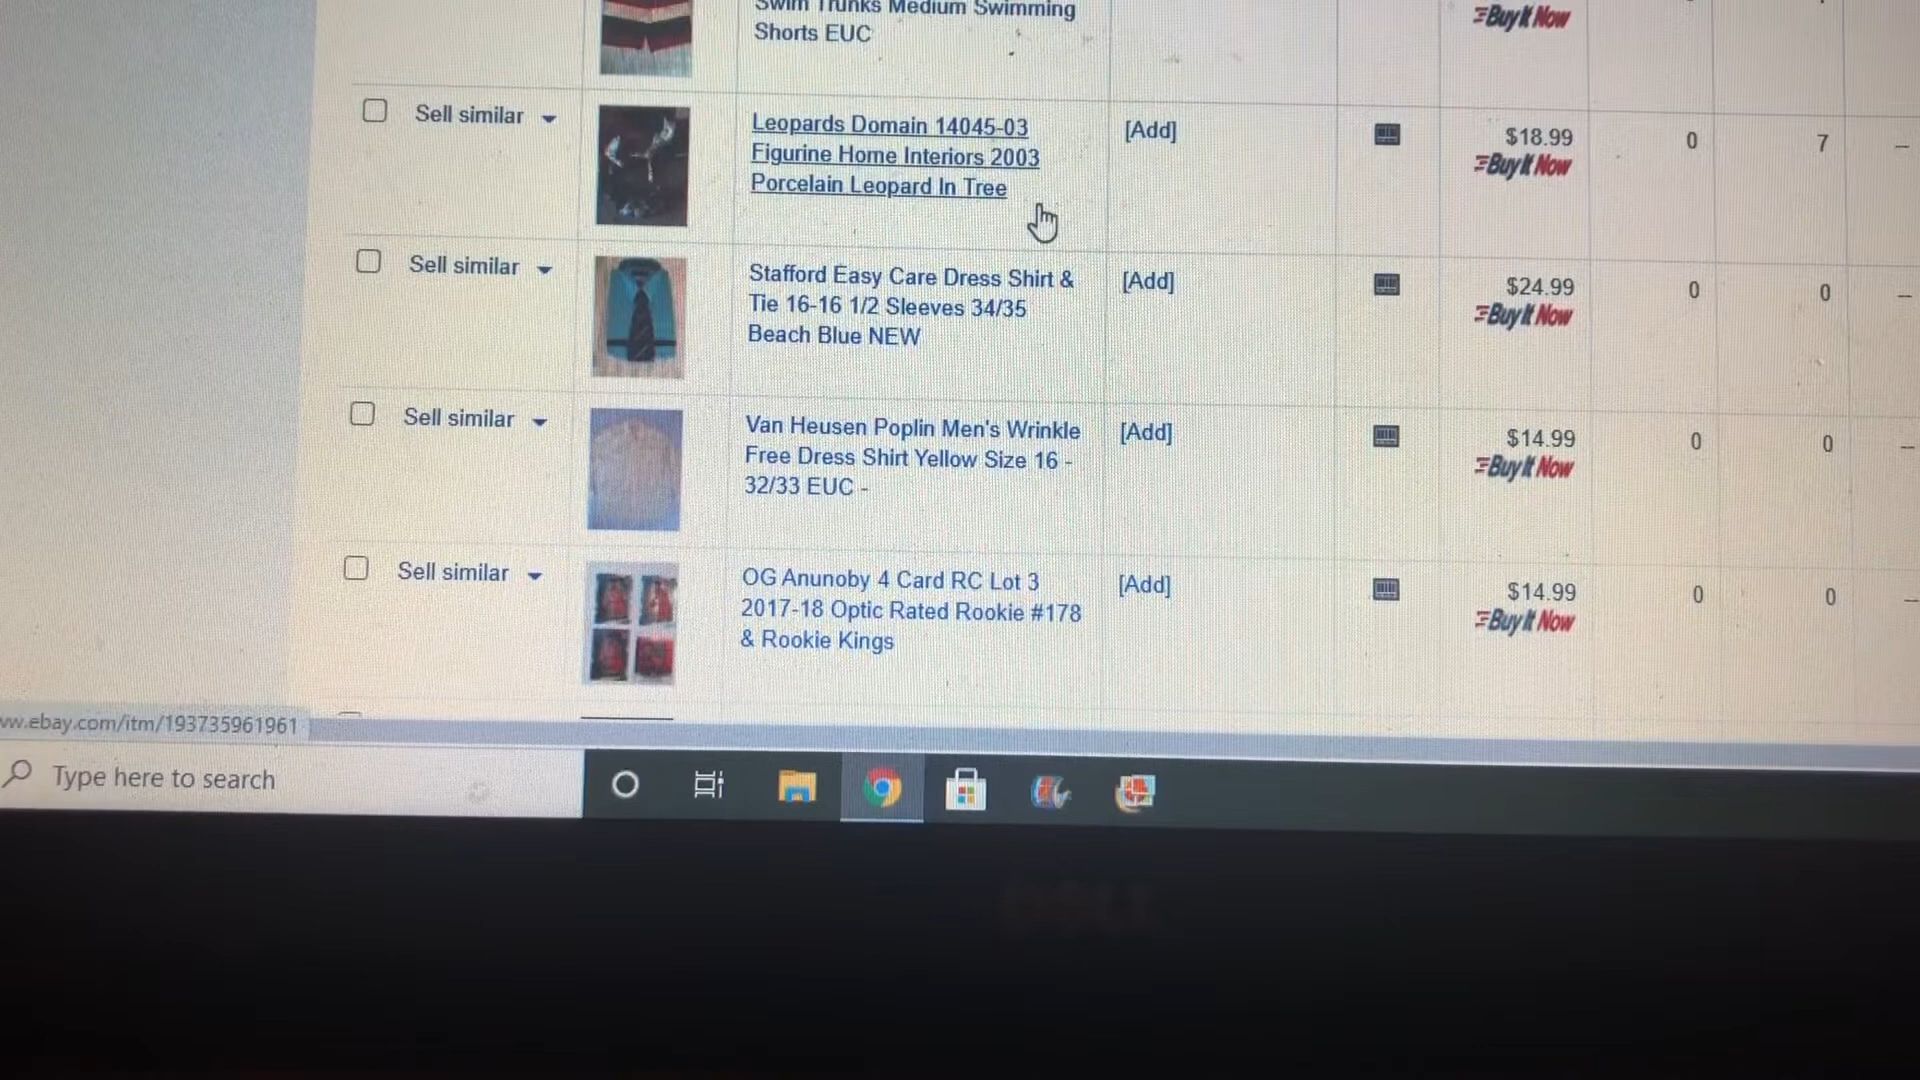 Swim Trunks Medium Swimming
Shorts EUC
Buy It Now
Sell similar
Leopards Domain 14045-03
Figurine Home Interiors 2003
Porcelain Leopard In Tree
[Add]
$18.99
Buy It Now
0
7
–
Sell similar
Stafford Easy Care Dress Shirt &
Tie 16-16 1/2 Sleeves 34/35
Beach Blue NEW
[Add]
$24.99
Buy It Now
0
0
–
Sell similar
Van Heusen Poplin Men's Wrinkle
Free Dress Shirt Yellow Size 16 -
32/33 EUC -
[Add]
$14.99
Buy It Now
0
0
–
Sell similar
OG Anunoby 4 Card RC Lot 3
2017-18 Optic Rated Rookie #178
& Rookie Kings
[Add]
$14.99
Buy It Now
0
0
–
ww.ebay.com/itm/193735961961
Type here to search
DELL